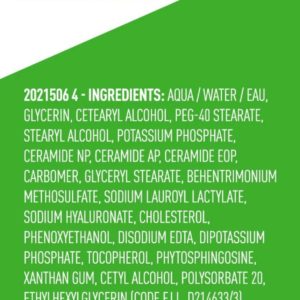 2021506 4 - INGREDIENTS: AQUA / WATER / EAU,
GLYCERIN, CETEARYL ALCOHOL, PEG-40 STEARATE,
STEARYL ALCOHOL, POTASSIUM PHOSPHATE,
CERAMIDE NP, CERAMIDE AP, CERAMIDE EOP,
CARBOMER, GLYCERYL STEARATE, BEHENTRIMONIUM
METHOSULFATE, SODIUM LAUROYL LACTYLATE,
SODIUM HYALURONATE, CHOLESTEROL,
PHENOXYETHANOL, DISODIUM EDTA, DIPOTASSIUM
PHOSPHATE, TOCOPHEROL, PHYTOSPHINGOSINE,
XANTHAN GUM, CETYL ALCOHOL, POLYSORBATE 20,
ETHYLHEXYLGLYCERIN (CODE F.I.L. D214633/3).